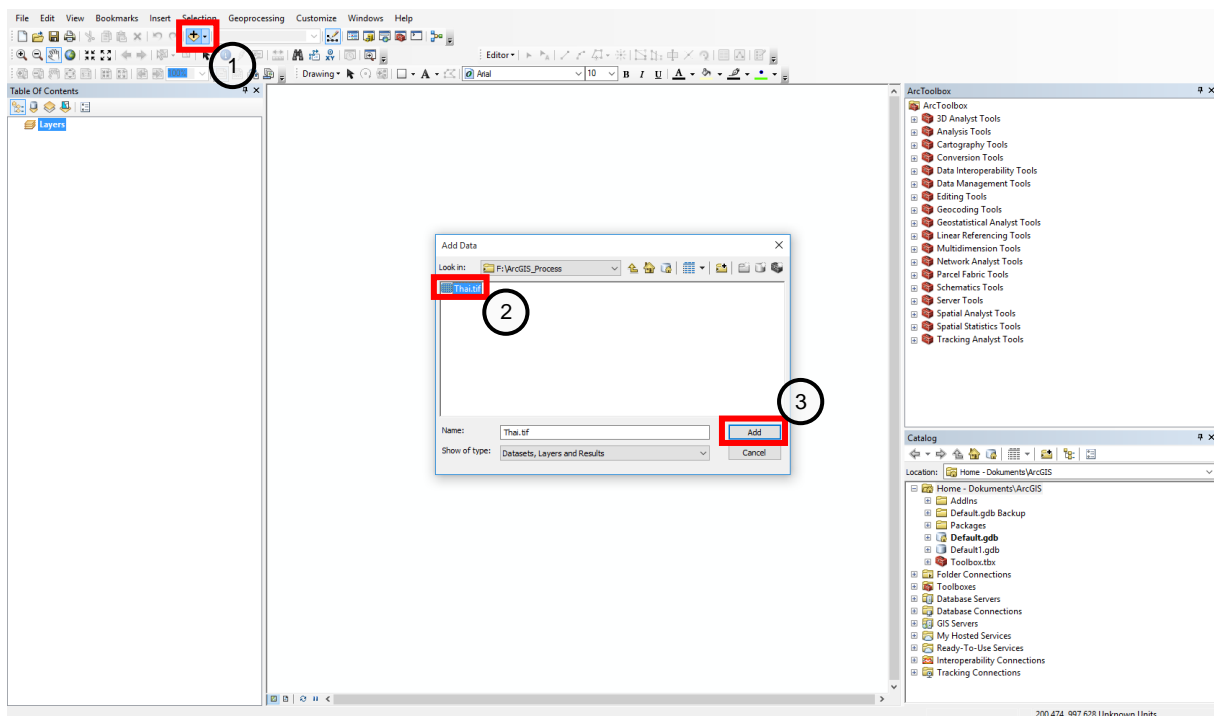 File Edit View Bookmarks Insert Selection Geoprocessing Customize Windows Help
1
Editor
100%
Drawing
A
Arial
10
B I U A
Table Of Contents
Layers
ArcToolbox
ArcToolbox
3D Analyst Tools
Analysis Tools
Cartography Tools
Conversion Tools
Data Interoperability Tools
Data Management Tools
Editing Tools
Geocoding Tools
Geostatistical Analyst Tools
Linear Referencing Tools
Multidimension Tools
Network Analyst Tools
Parcel Fabric Tools
Schematics Tools
Server Tools
Spatial Analyst Tools
Spatial Statistics Tools
Tracking Analyst Tools
Add Data
Look in: F:\ArcGIS_Process
Thai.tif
2
3
Name: Thai.tif Add
Show of type: Datasets, Layers and Results Cancel
Catalog
Location: Home - Dokuments\ArcGIS
Home - Dokuments\ArcGIS
AddIns
Default.gdb Backup
Packages
Default.gdb
Default1.gdb
Toolbox.tbx
Folder Connections
Toolboxes
Database Servers
Database Connections
GIS Servers
My Hosted Services
Ready-To-Use Services
Interoperability Connections
Tracking Connections
200,474 997,628 Unknown Units